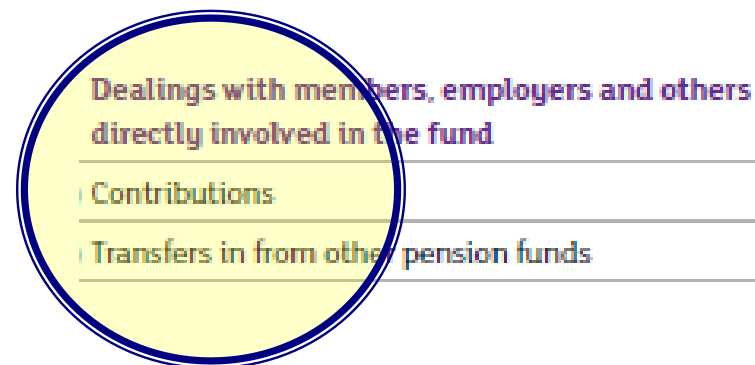 Dealings with members, employers and others
directly involved in the fund
Contributions
Transfers in from other pension funds